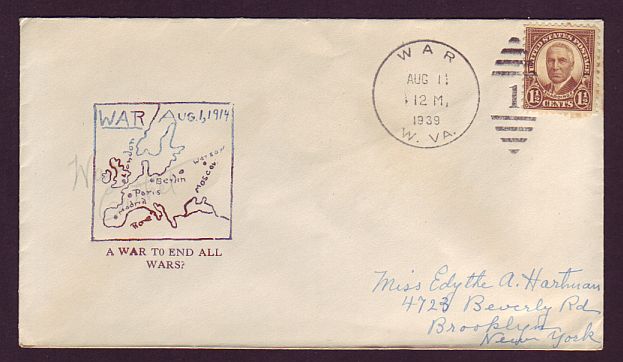 WAR AUG. 1, 1914
London
Berlin
Warsaw
Moscow
Paris
Madrid
Rome
A WAR TO END ALL
WARS?
WAR
AUG 11
12 M.
1939
W. VA.
UNITED STATES POSTAGE
HARDING
1½ CENTS 1½
Miss Edythe A. Hartman
4723 Beverly Rd
Brooklyn
New York